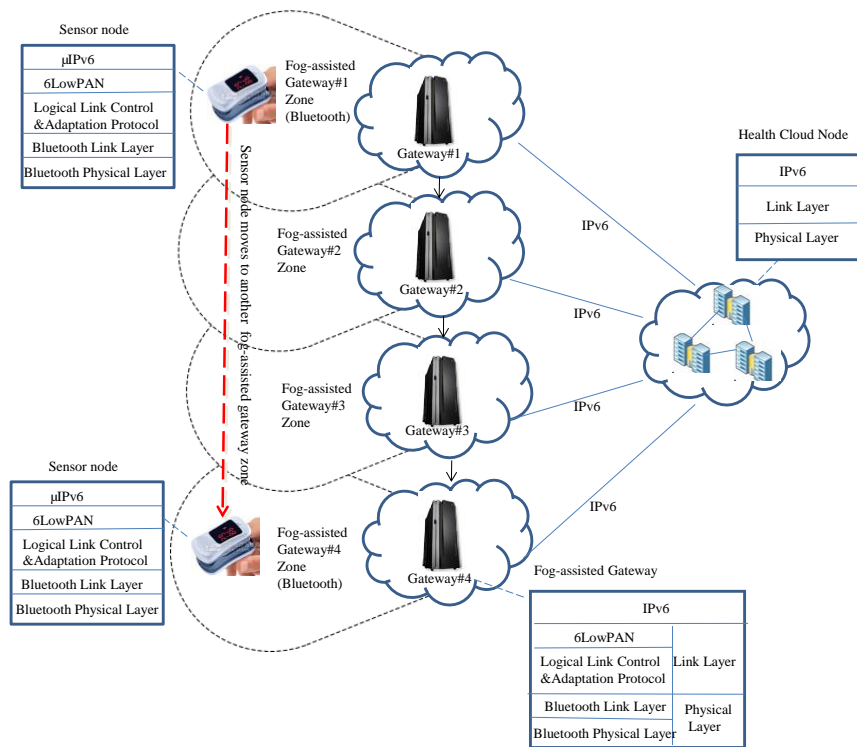 Sensor node
μIPv6
6LowPAN
Logical Link Control
&Adaptation Protocol
Bluetooth Link Layer
Bluetooth Physical Layer
Fog-assisted
Gateway#1
Zone
(Bluetooth)
Gateway#1
Sensor node moves to another fog-assisted gateway zone
Fog-assisted
Gateway#2
Zone
Gateway#2
Fog-assisted
Gateway#3
Zone
Gateway#3
Fog-assisted
Gateway#4
Zone
(Bluetooth)
Gateway#4
IPv6
IPv6
IPv6
IPv6
Health Cloud Node
IPv6
Link Layer
Physical Layer
Sensor node
μIPv6
6LowPAN
Logical Link Control
&Adaptation Protocol
Bluetooth Link Layer
Bluetooth Physical Layer
Fog-assisted Gateway
IPv6
6LowPAN
Logical Link Control
&Adaptation Protocol
Link Layer
Bluetooth Link Layer
Bluetooth Physical Layer
Physical
Layer